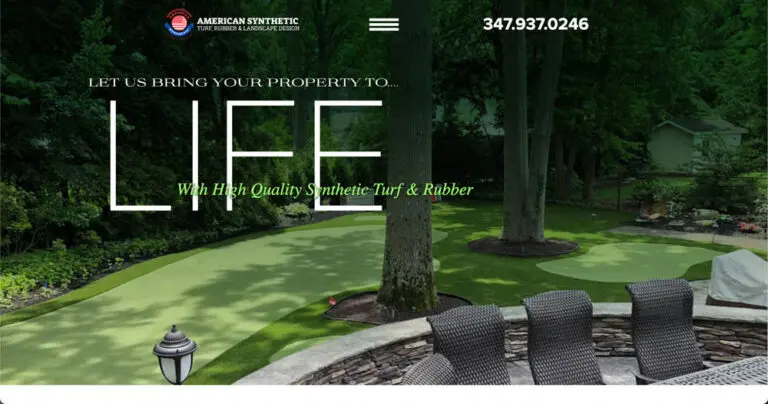 AMERICAN SYNTHETIC
TURF, RUBBER & LANDSCAPE DESIGN
347.937.0246
LET US BRING YOUR PROPERTY TO....
LIFE
With High Quality Synthetic Turf & Rubber